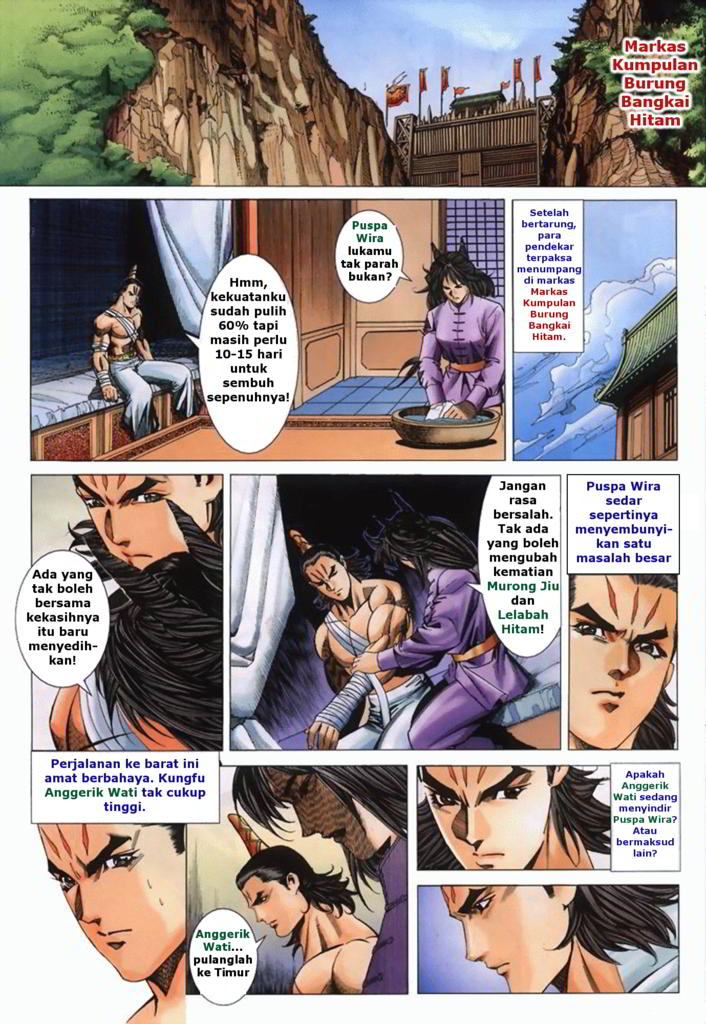 Markas
Kumpulan
Burung
Bangkai
Hitam
Setelah
bertarung,
para
pendekar
terpaksa
menumpang
di markas
Markas
Kumpulan
Burung
Bangkai
Hitam.
Puspa
Wira
lukamu
tak parah
bukan?
Hmm,
kekuatanku
sudah pulih
60% tapi
masih perlu
10-15 hari
untuk
sembuh
sepenuhnya!
Ada yang
tak boleh
bersama
kekasihnya
itu baru
menyedih-
kan!
Jangan
rasa
bersalah.
Tak ada
yang boleh
mengubah
kematian
Murong Jiu
dan
Lelabah
Hitam!
Puspa Wira
sedar
sepertinya
menyembunyi-
kan satu
masalah besar
Perjalanan ke barat ini
amat berbahaya. Kungfu
Anggerik Wati tak cukup
tinggi.
Anggerik
Wati...
pulanglah
ke Timur
Apakah
Anggerik
Wati sedang
menyindir
Puspa Wira?
Atau
bermaksud
lain?